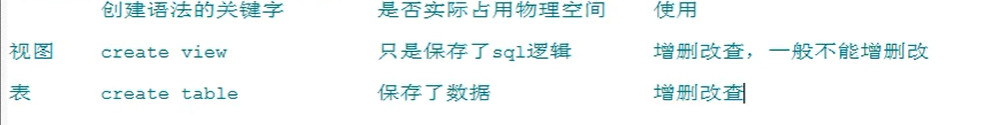 创建语法的关键字 是否实际占用物理空间 使用
视图 create view 只是保存了sql逻辑 增删改查，一般不能增删改
表 create table 保存了数据 增删改查